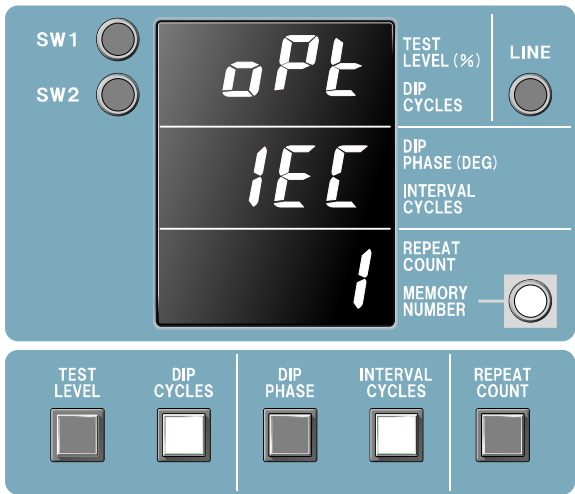 SW1
SW2
oPt
IEC
1
TEST
LEVEL (%)
DIP
CYCLES
LINE
DIP
PHASE (DEG)
INTERVAL
CYCLES
REPEAT
COUNT
MEMORY
NUMBER
TEST
LEVEL
DIP
CYCLES
DIP
PHASE
INTERVAL
CYCLES
REPEAT
COUNT